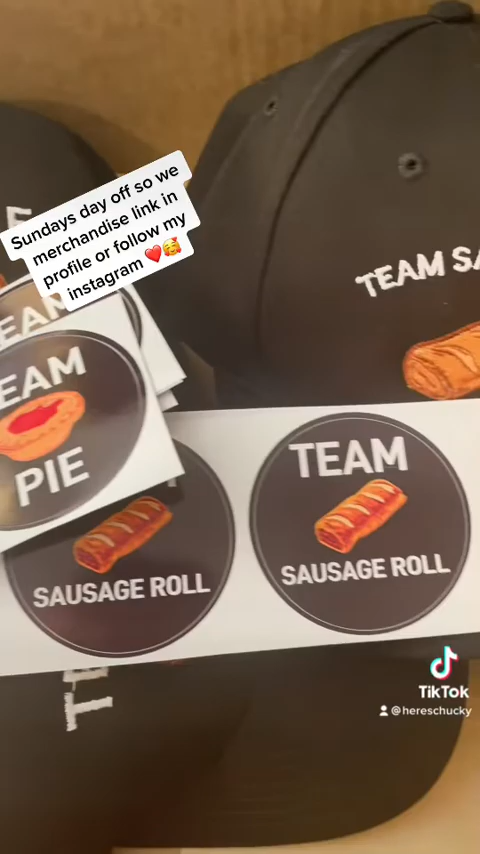 Sundays day off so we
merchandise link in
profile or follow my
instagram ❤️🥰
TEAM
PIE
SAUSAGE ROLL
TEAM
SAUSAGE ROLL
TEAM
TikTok
@hereschucky